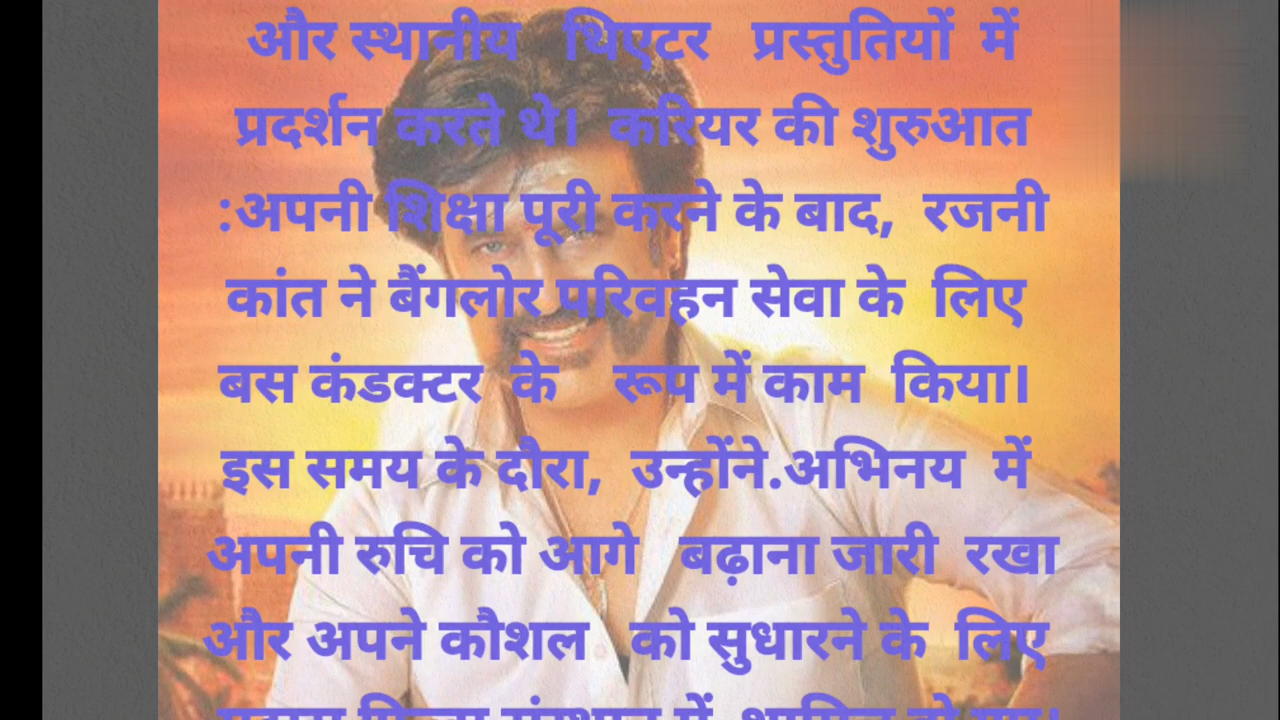 और स्थानीय थिएटर प्रस्तुतियों में
प्रदर्शन करते थे। करियर की शुरुआत
:अपनी शिक्षा पूरी करने के बाद, रजनी
कांत ने बैंगलोर परिवहन सेवा के लिए
बस कंडक्टर के रूप में काम किया।
इस समय के दौरा, उन्होंने.अभिनय में
अपनी रुचि को आगे बढ़ाना जारी रखा
और अपने कौशल को सुधारने के लिए